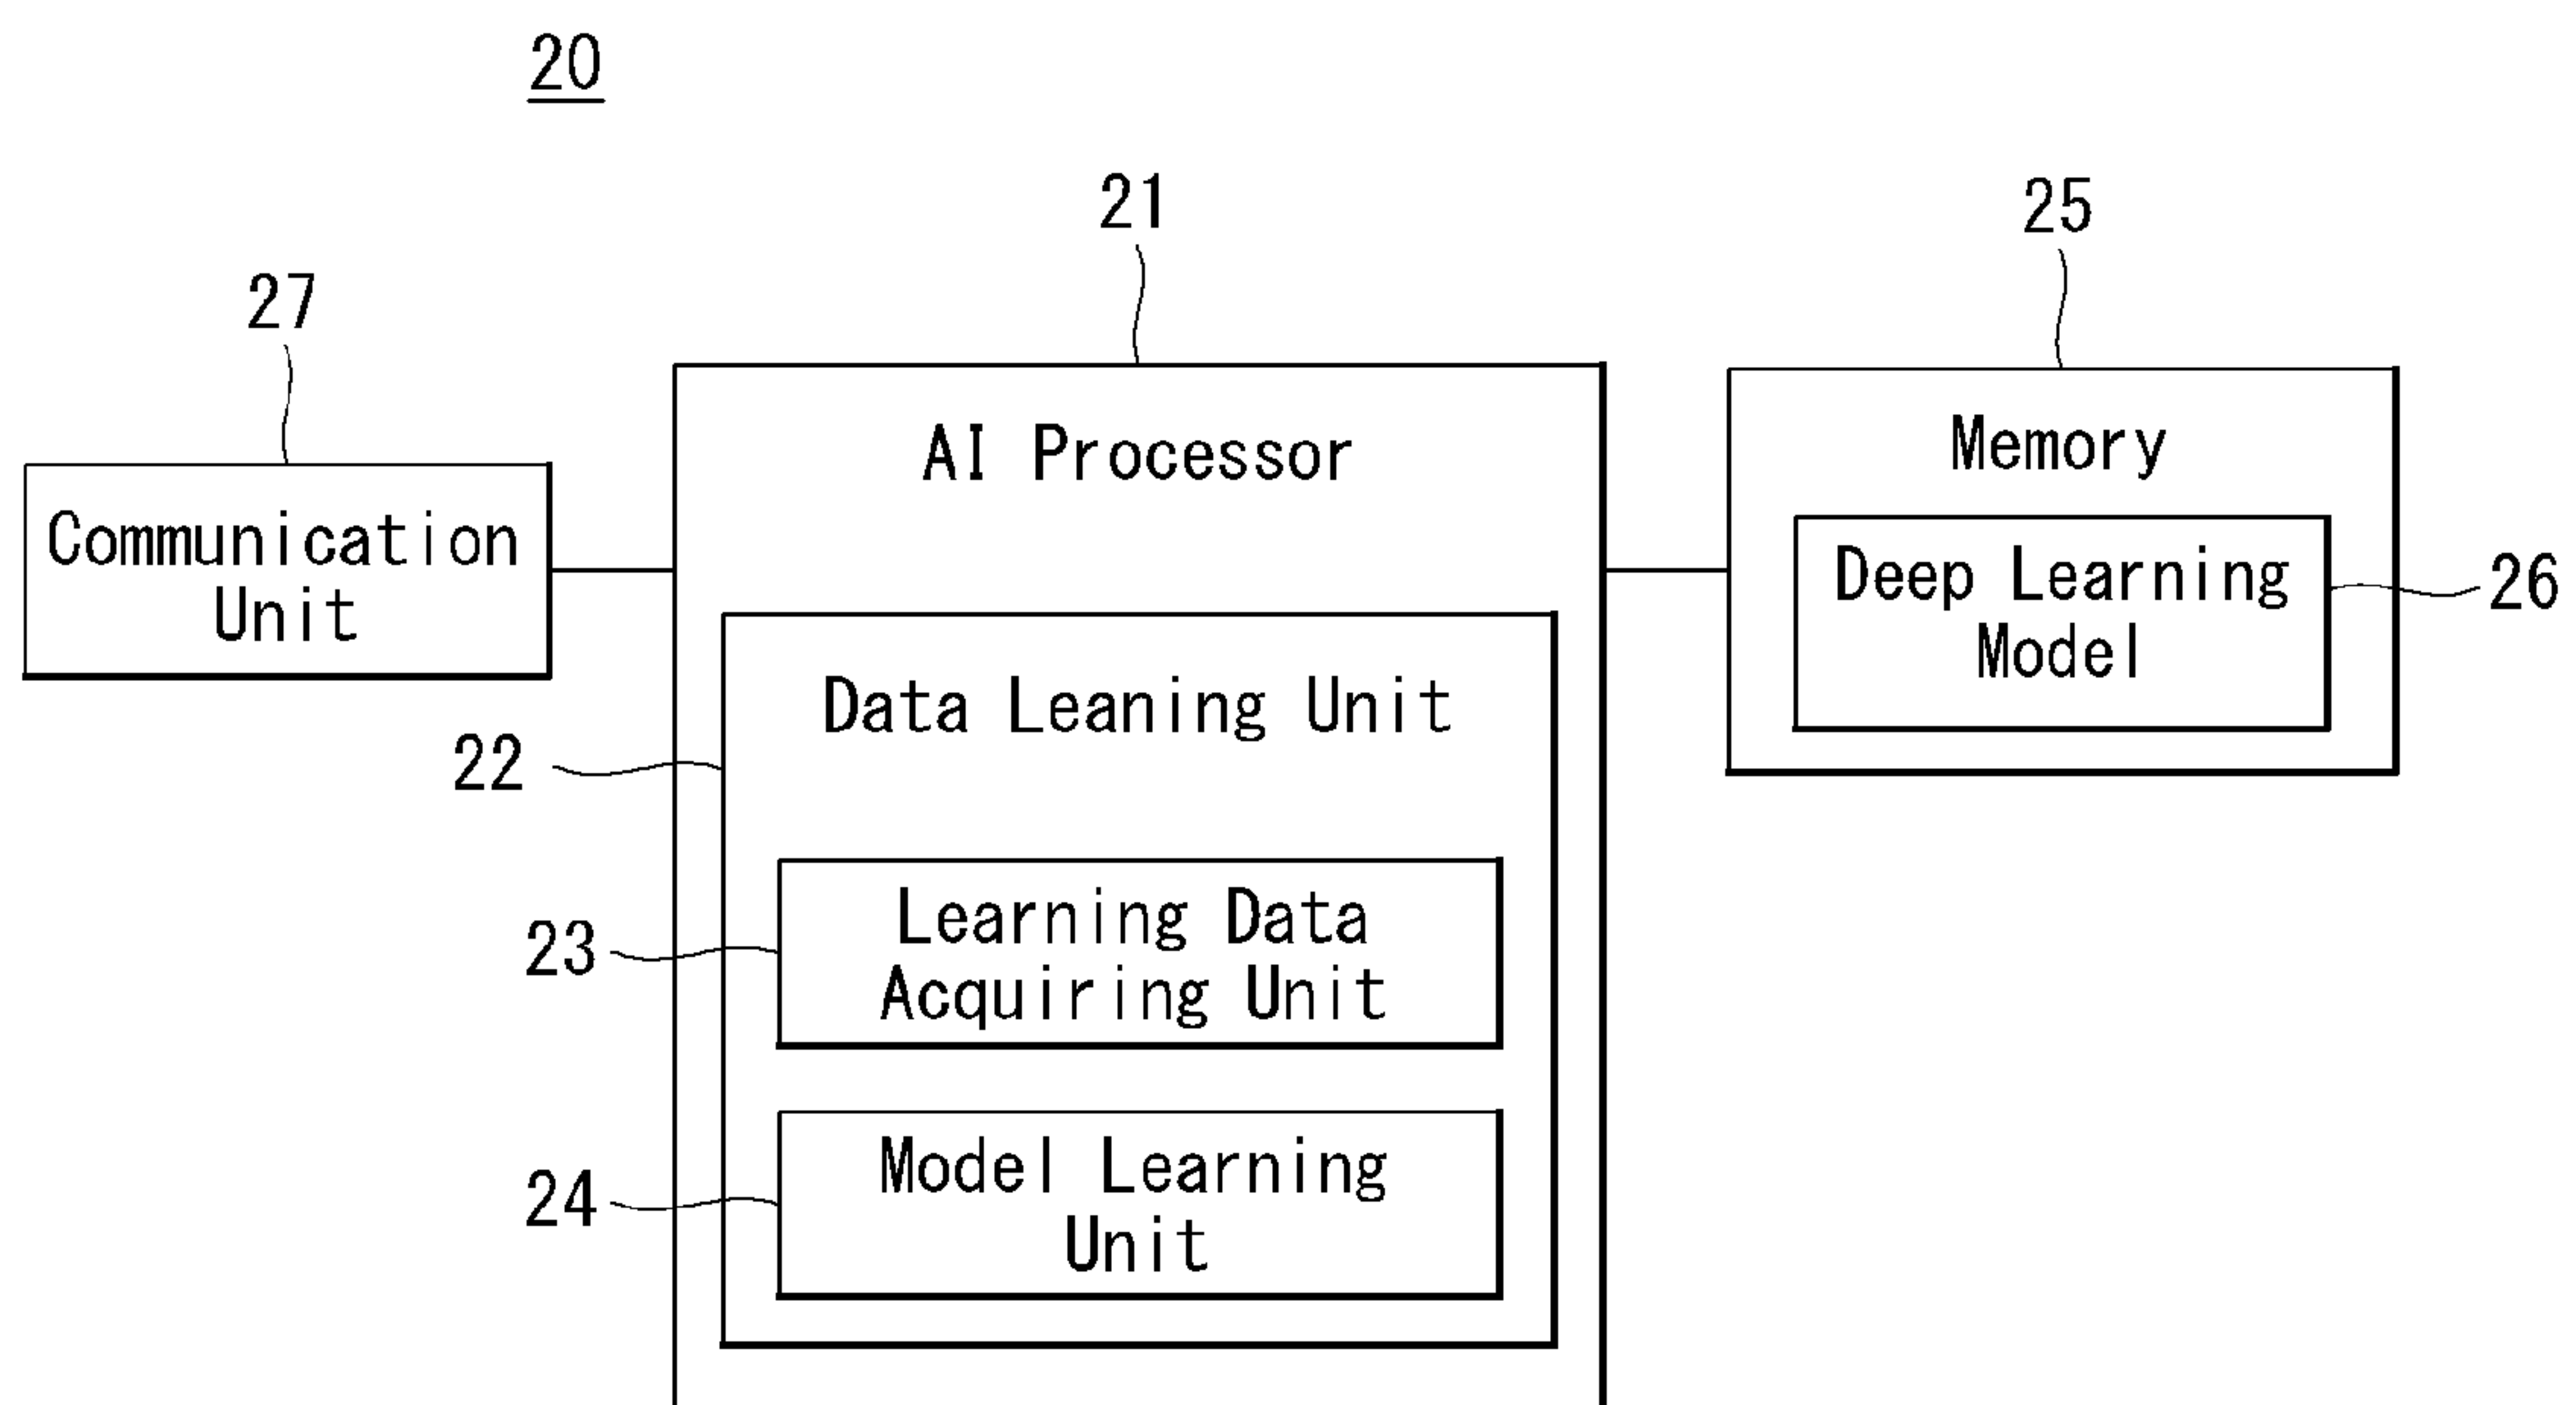 20
21
25
27
AI Processor
Memory
Communication
Unit
Deep Learning
Model
26
Data Leaning Unit
22
Learning Data
Acquiring Unit
23
Model Learning
Unit
24